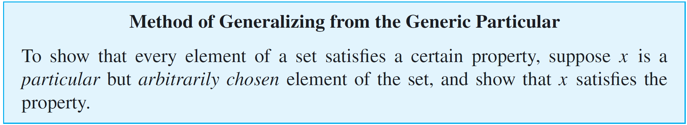 Method of Generalizing from the Generic Particular
To show that every element of a set satisfies a certain property, suppose x is a
particular but arbitrarily chosen element of the set, and show that x satisfies the
property.